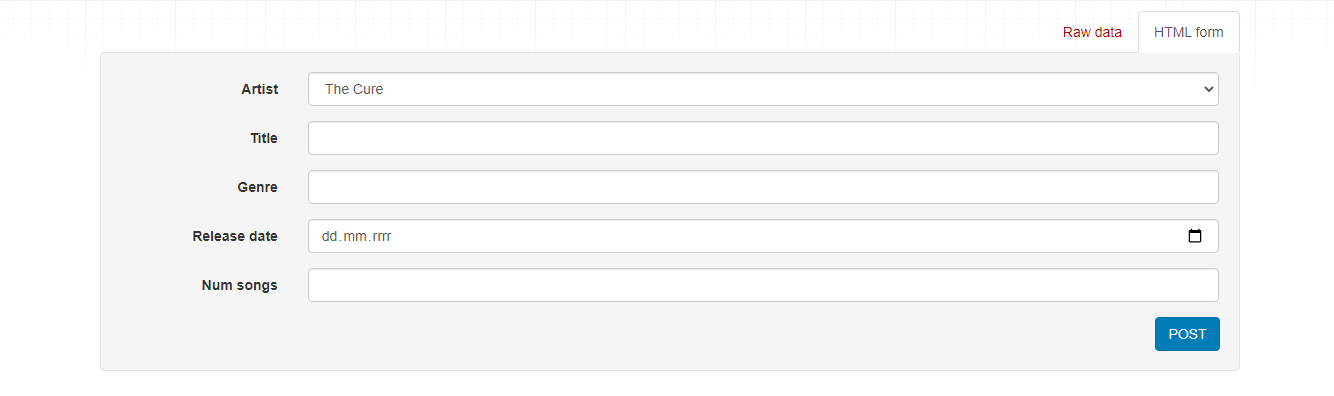 Raw data
HTML form
Artist
The Cure
Title
Genre
Release date
dd.mm.rrrr
Num songs
POST